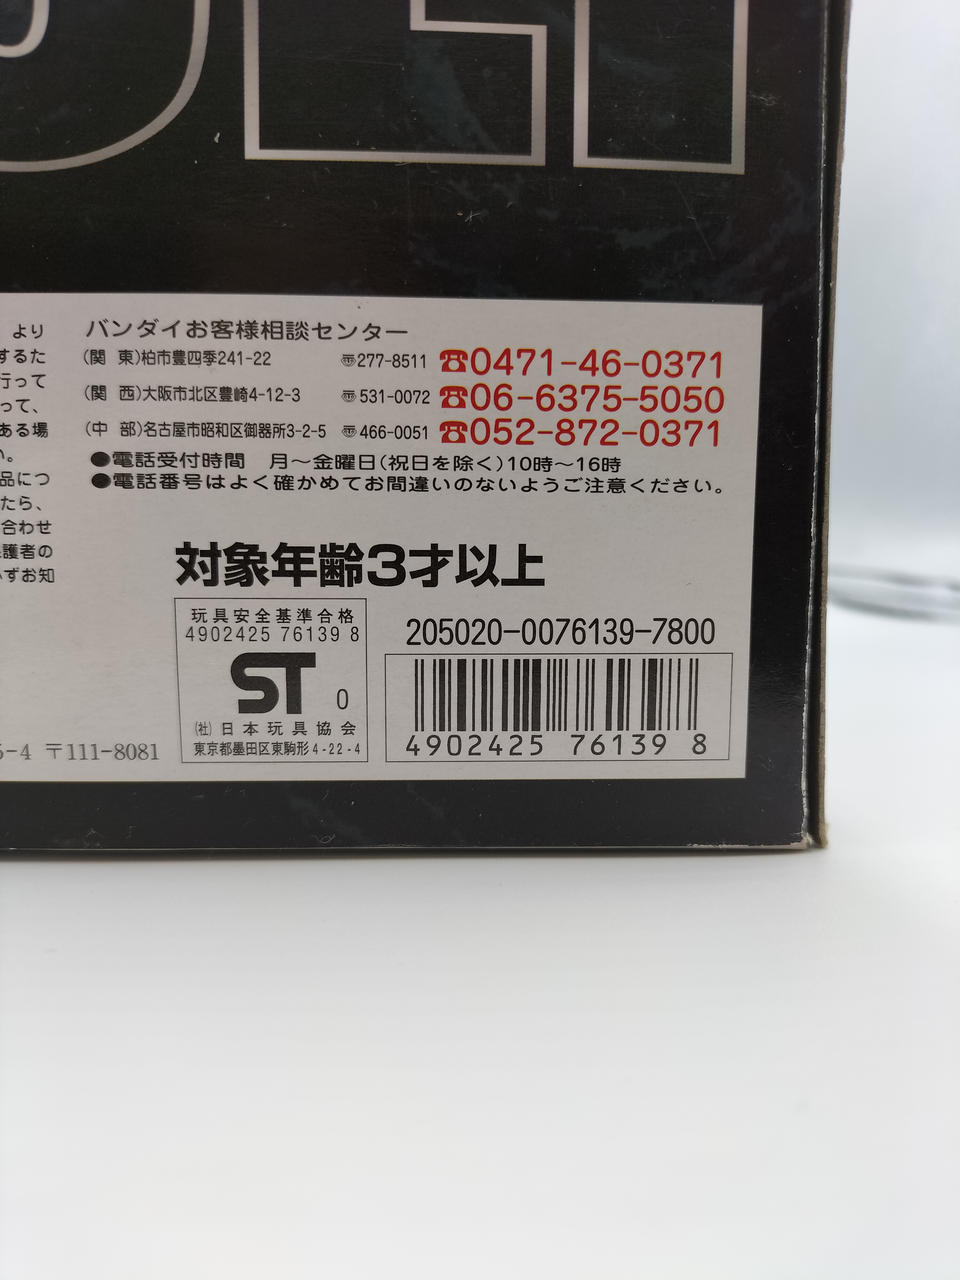 より
するた
行って
って、
ある場
い。
品につ
たら、
合わせ
護者の
ずお知
バンダイお客様相談センター
(関 東)柏市豊四季241-22 〠277-8511 ☎0471-46-0371
(関 西)大阪市北区豊崎4-12-3 〠531-0072 ☎06-6375-5050
(中 部)名古屋市昭和区御器所3-2-5 〠466-0051 ☎052-872-0371
●電話受付時間 月〜金曜日(祝日を除く)10時〜16時
●電話番号はよく確かめてお間違いのないようご注意ください。
対象年齢3才以上
玩具安全基準合格
4902425 76139 8
ST 0
(社)日本玩具協会
東京都墨田区東駒形4-22-4
205020-0076139-7800
4902425 76139 8
-4 〒111-8081